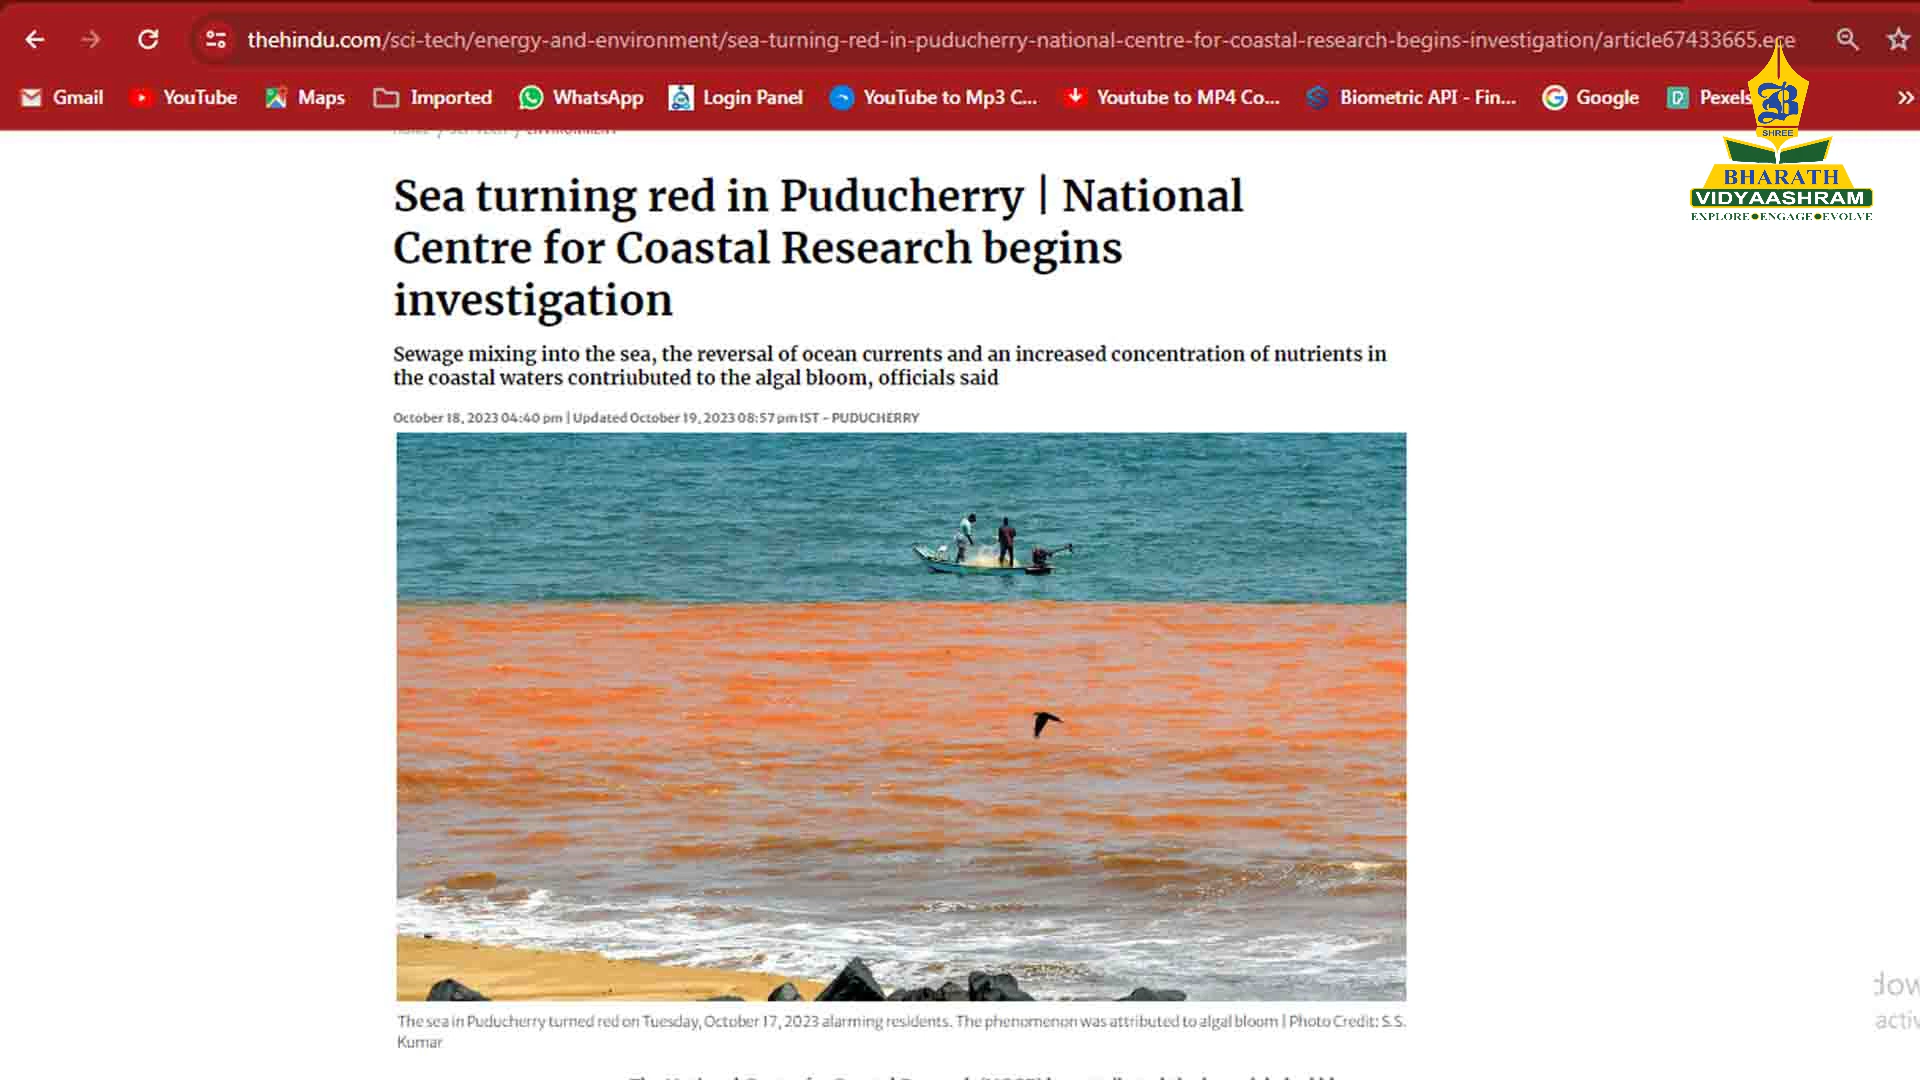 thehindu.com/sci-tech/energy-and-environment/sea-turning-red-in-puducherry-national-centre-for-coastal-research-begins-investigation/article67433665.ece
Gmail YouTube Maps Imported WhatsApp Login Panel YouTube to Mp3 C... Youtube to MP4 Co... Biometric API - Fin... Google Pexels
B
SHREE
BHARATH
VIDYAASHRAM
EXPLORE●ENGAGE●EVOLVE
HOME / SCI-TECH / ENVIRONMENT
Sea turning red in Puducherry | National
Centre for Coastal Research begins
investigation
Sewage mixing into the sea, the reversal of ocean currents and an increased concentration of nutrients in
the coastal waters contriubuted to the algal bloom, officials said
October 18, 2023 04:40 pm | Updated October 19, 2023 08:57 pm IST - PUDUCHERRY
The sea in Puducherry turned red on Tuesday, October 17, 2023 alarming residents. The phenomenon was attributed to algal bloom | Photo Credit: S.S.
Kumar